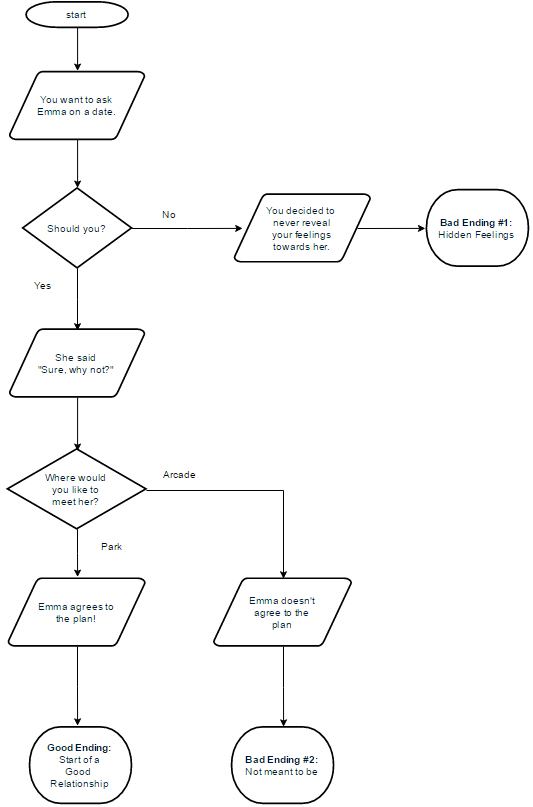 start
You want to ask
Emma on a date.
Should you?
No
You decided to
never reveal
your feelings
towards her.
Bad Ending #1:
Hidden Feelings
Yes
She said
"Sure, why not?"
Where would
you like to
meet her?
Arcade
Park
Emma agrees to
the plan!
Emma doesn't
agree to the
plan
Good Ending:
Start of a
Good
Relationship
Bad Ending #2:
Not meant to be